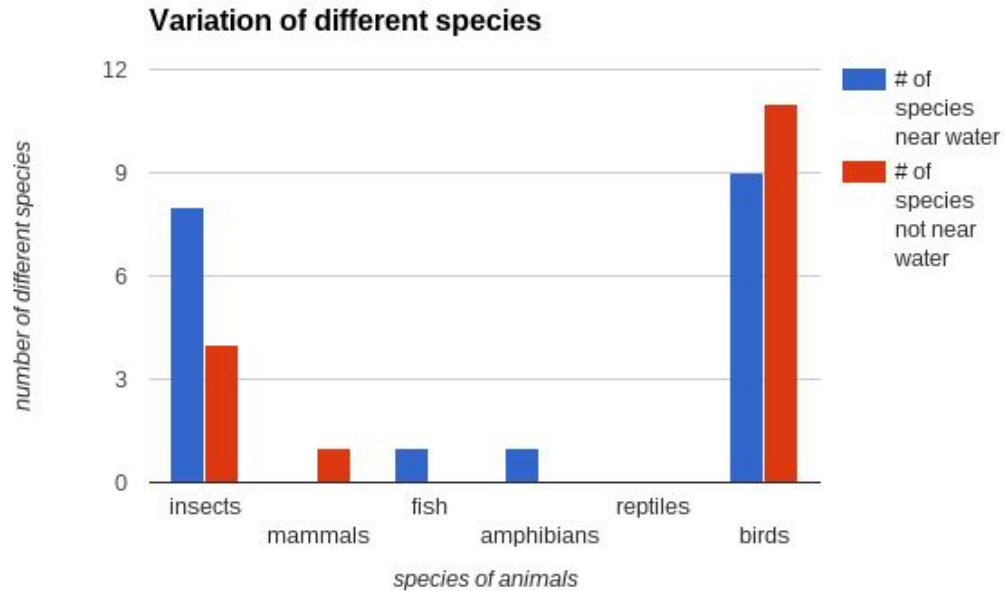 Variation of different species
number of different species
12
9
6
3
0
insects
mammals
fish
amphibians
reptiles
birds
species of animals
# of
species
near water
# of
species
not near
water